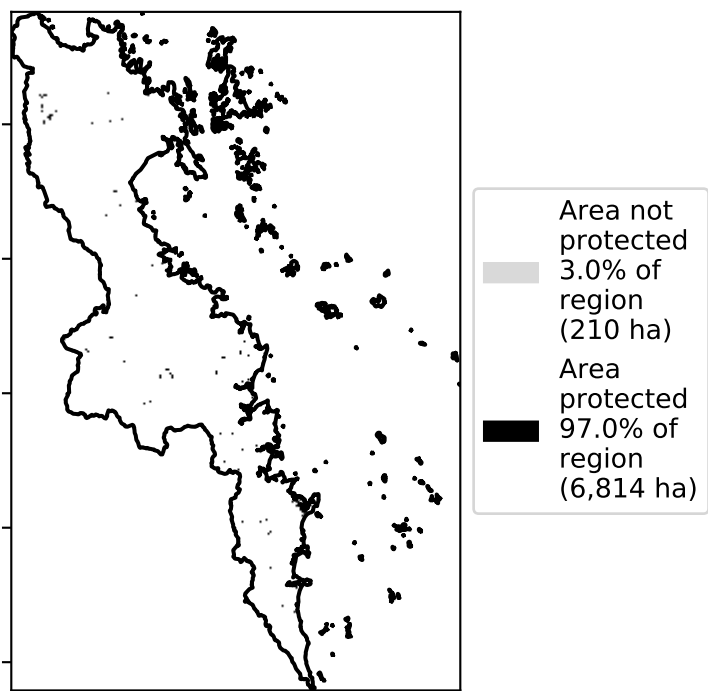 Area not
protected
3.0% of
region
(210 ha)
Area
protected
97.0% of
region
(6,814 ha)